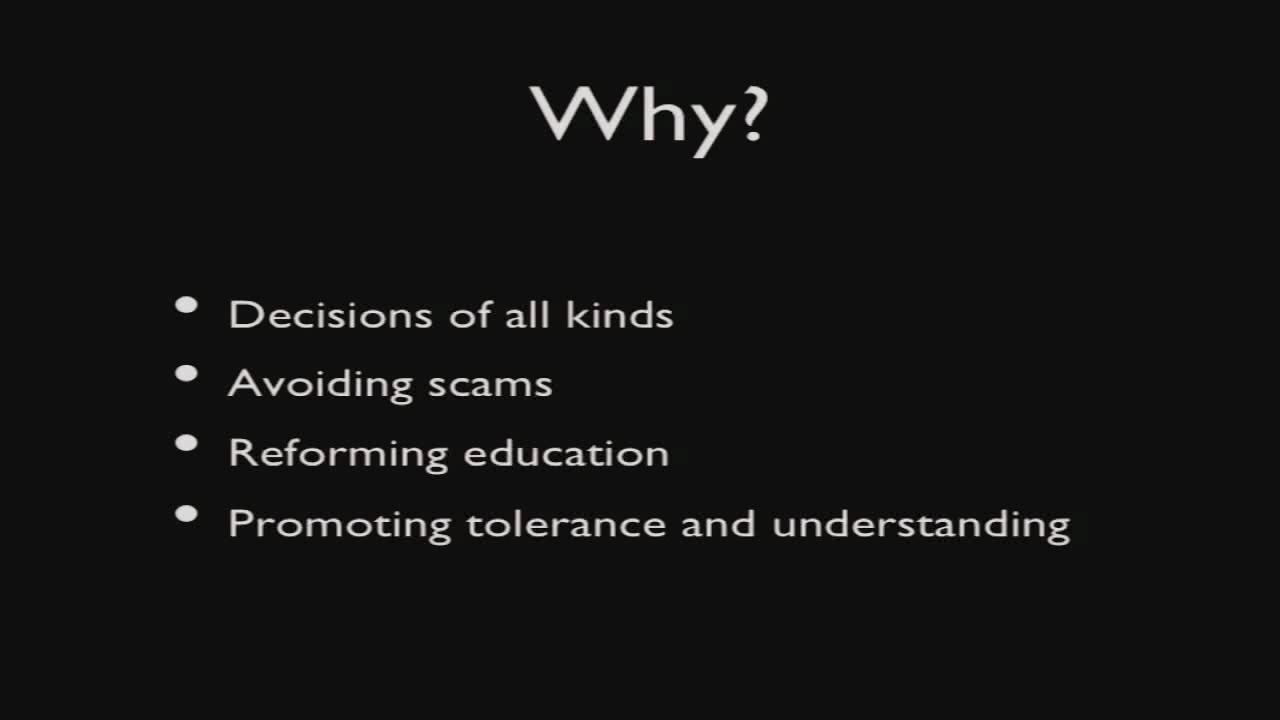 Why?
• Decisions of all kinds
• Avoiding scams
• Reforming education
• Promoting tolerance and understanding